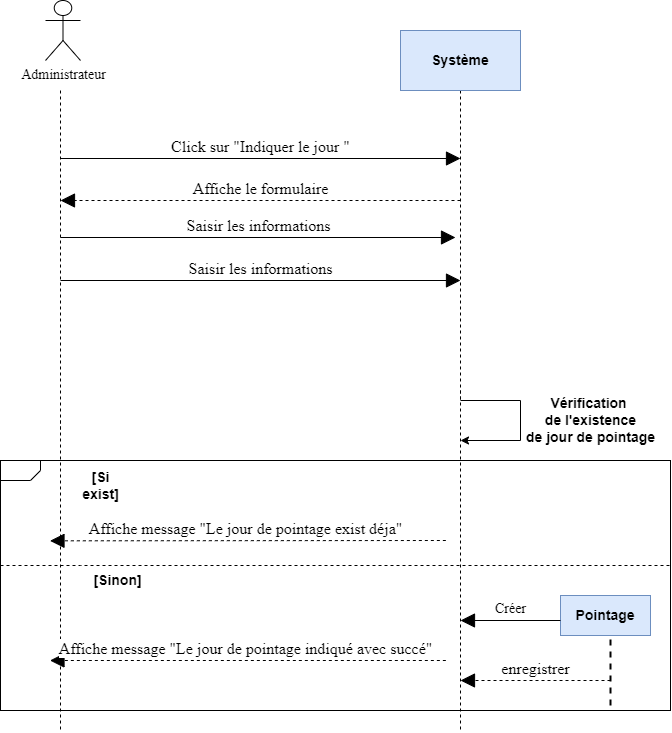 Administrateur
Système
Click sur "Indiquer le jour "
Affiche le formulaire
Saisir les informations
Saisir les informations
Vérification
de l'existence
de jour de pointage
[Si
exist]
Affiche message "Le jour de pointage exist déja"
[Sinon]
Créer
Pointage
Affiche message "Le jour de pointage indiqué avec succé"
enregistrer